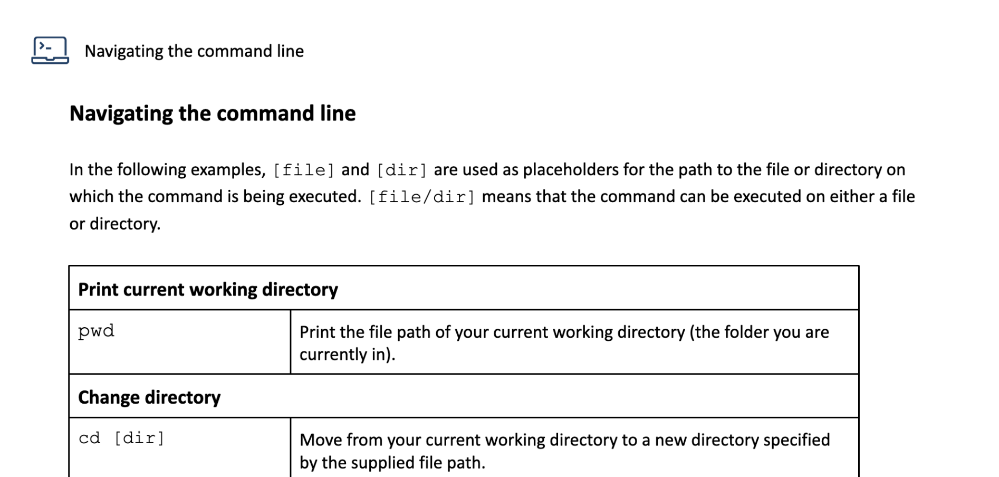 Navigating the command line
Navigating the command line
In the following examples, [file] and [dir] are used as placeholders for the path to the file or directory on
which the command is being executed. [file/dir] means that the command can be executed on either a file
or directory.
Print current working directory
pwd
Print the file path of your current working directory (the folder you are
currently in).
Change directory
cd [dir]
Move from your current working directory to a new directory specified
by the supplied file path.